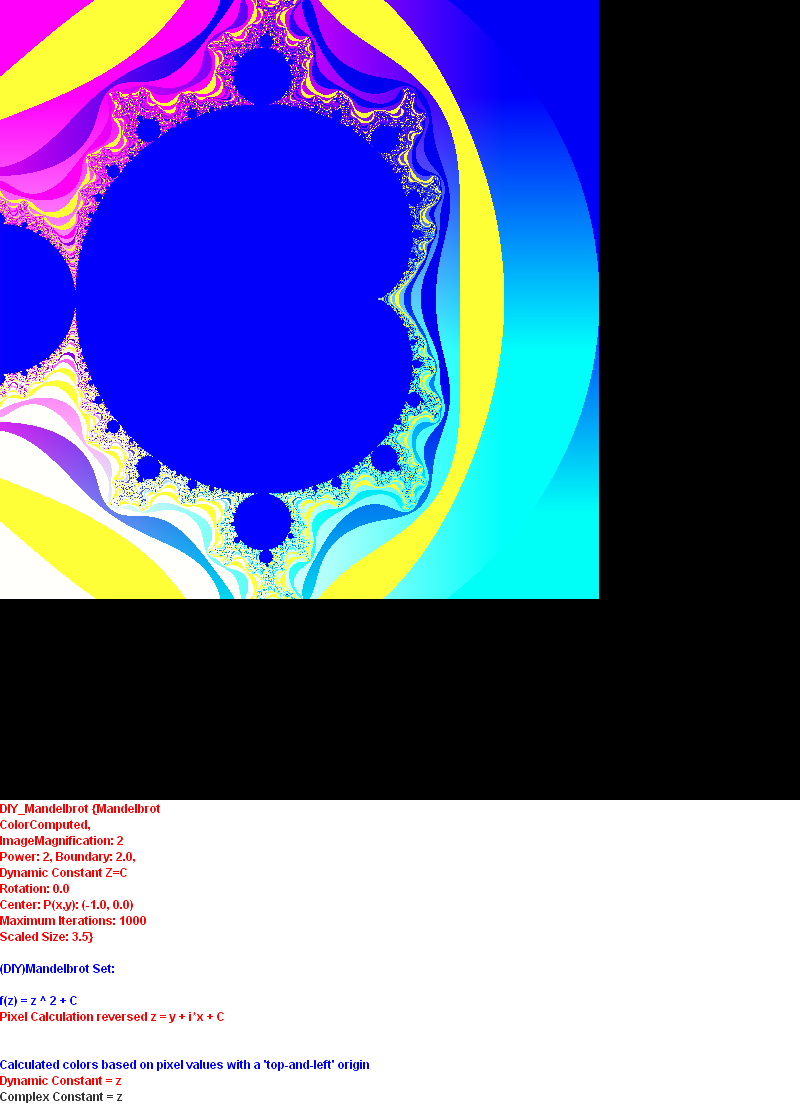 DIY_Mandelbrot {Mandelbrot
ColorComputed,
ImageMagnification: 2
Power: 2, Boundary: 2.0,
Dynamic Constant Z=C
Rotation: 0.0
Center: P(x,y): (-1.0, 0.0)
Maximum Iterations: 1000
Scaled Size: 3.5}
(DIY)Mandelbrot Set:
f(z) = z ^ 2 + C
Pixel Calculation reversed z = y + i*x + C
Calculated colors based on pixel values with a 'top-and-left' origin
Dynamic Constant = z
Complex Constant = z